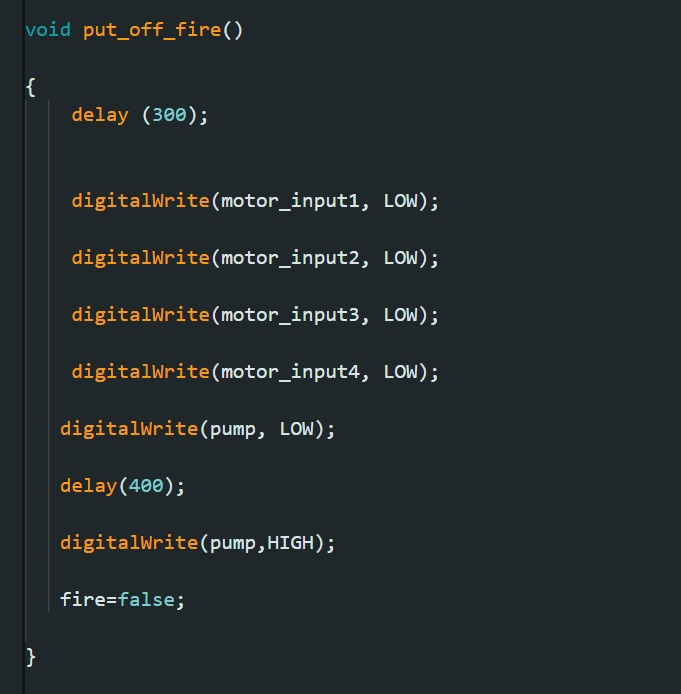 void put_off_fire()
{
delay (300);
digitalWrite(motor_input1, LOW);
digitalWrite(motor_input2, LOW);
digitalWrite(motor_input3, LOW);
digitalWrite(motor_input4, LOW);
digitalWrite(pump, LOW);
delay(400);
digitalWrite(pump,HIGH);
fire=false;
}